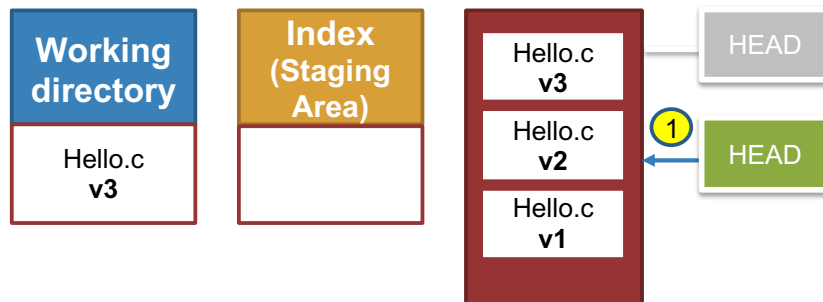 Working
directory
Hello.c
v3
Index
(Staging
Area)
Hello.c
v3
Hello.c
v2
Hello.c
v1
HEAD
1
HEAD